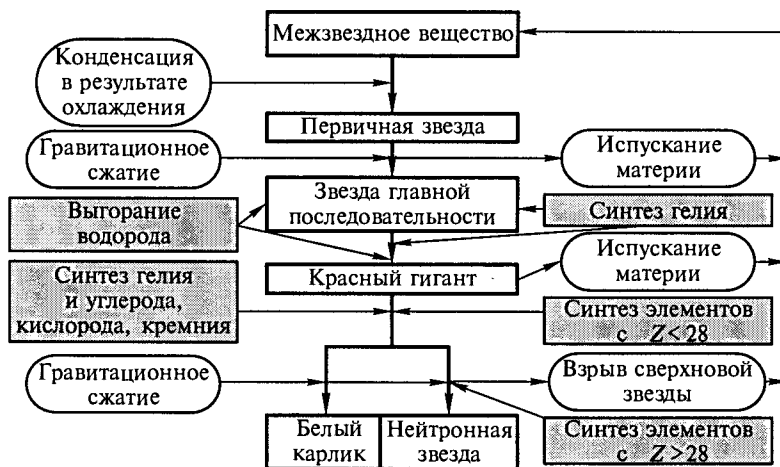 Межзвездное вещество
Конденсация
в результате
охлаждения
Первичная звезда
Гравитационное
сжатие
Испускание
материи
Звезда главной
последовательности
Выгорание
водорода
Синтез гелия
Красный гигант
Испускание
материи
Синтез гелия
и углерода,
кислорода, кремния
Синтез элементов
с Z<28
Гравитационное
сжатие
Взрыв сверхновой
звезды
Белый
карлик
Нейтронная
звезда
Синтез элементов
с Z>28